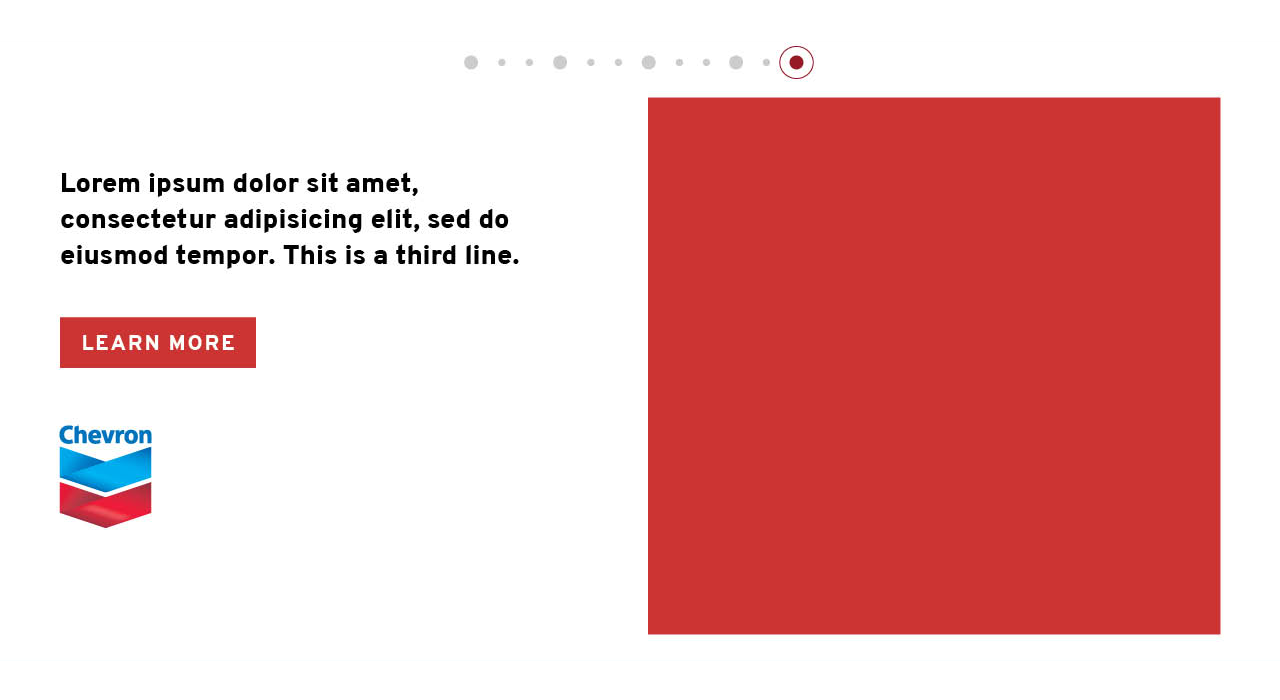 Lorem ipsum dolor sit amet,
consectetur adipisicing elit, sed do
eiusmod tempor. This is a third line.
LEARN MORE
Chevron